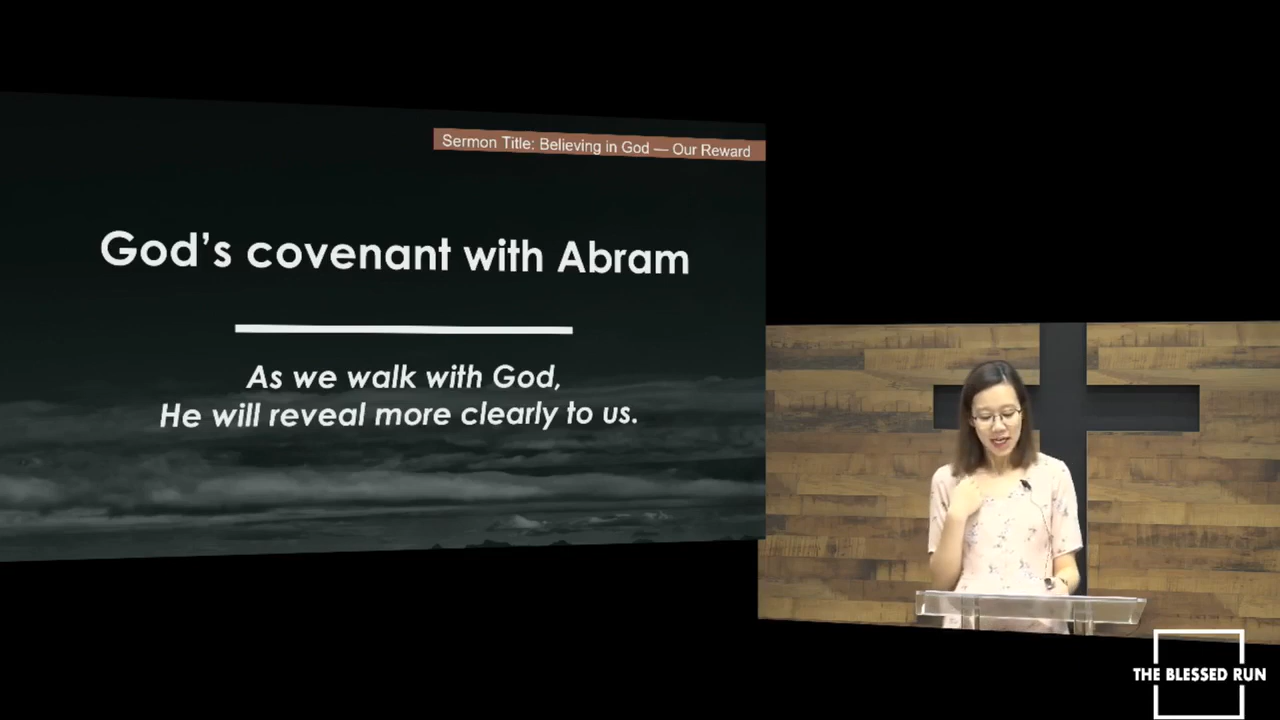 Sermon Title: Believing in God — Our Reward
God's covenant with Abram
As we walk with God,
He will reveal more clearly to us.
THE BLESSED RUN